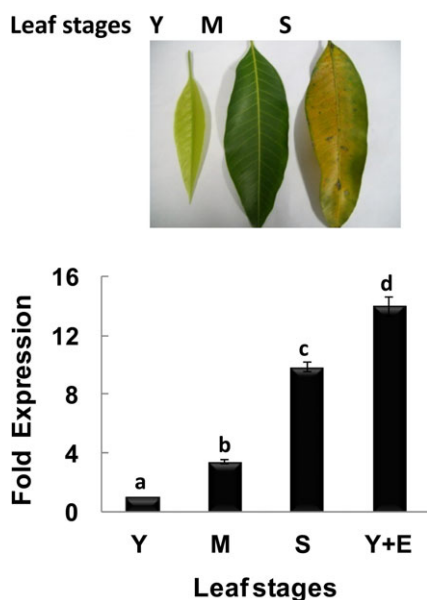 Leaf stages Y M S
16
12
8
4
0
Fold Expression
a
b
c
d
Y M S Y+E
Leaf stages